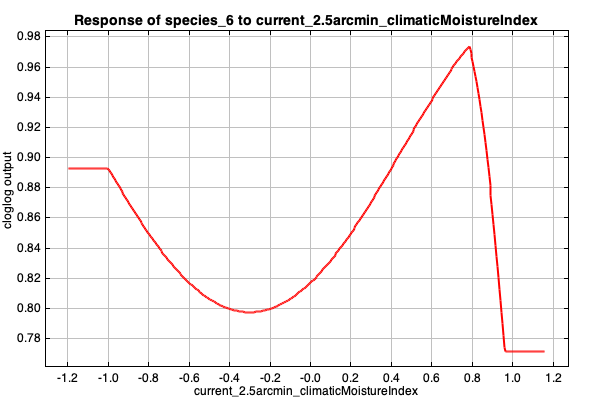 Response of species_6 to current_2.5arcmin_climaticMoistureIndex
0.98
0.96
0.94
0.92
0.90
0.88
0.86
0.84
0.82
0.80
0.78
cloglog output
-1.2 -1.0 -0.8 -0.6 -0.4 -0.2 -0.0 0.2 0.4 0.6 0.8 1.0 1.2
current_2.5arcmin_climaticMoistureIndex